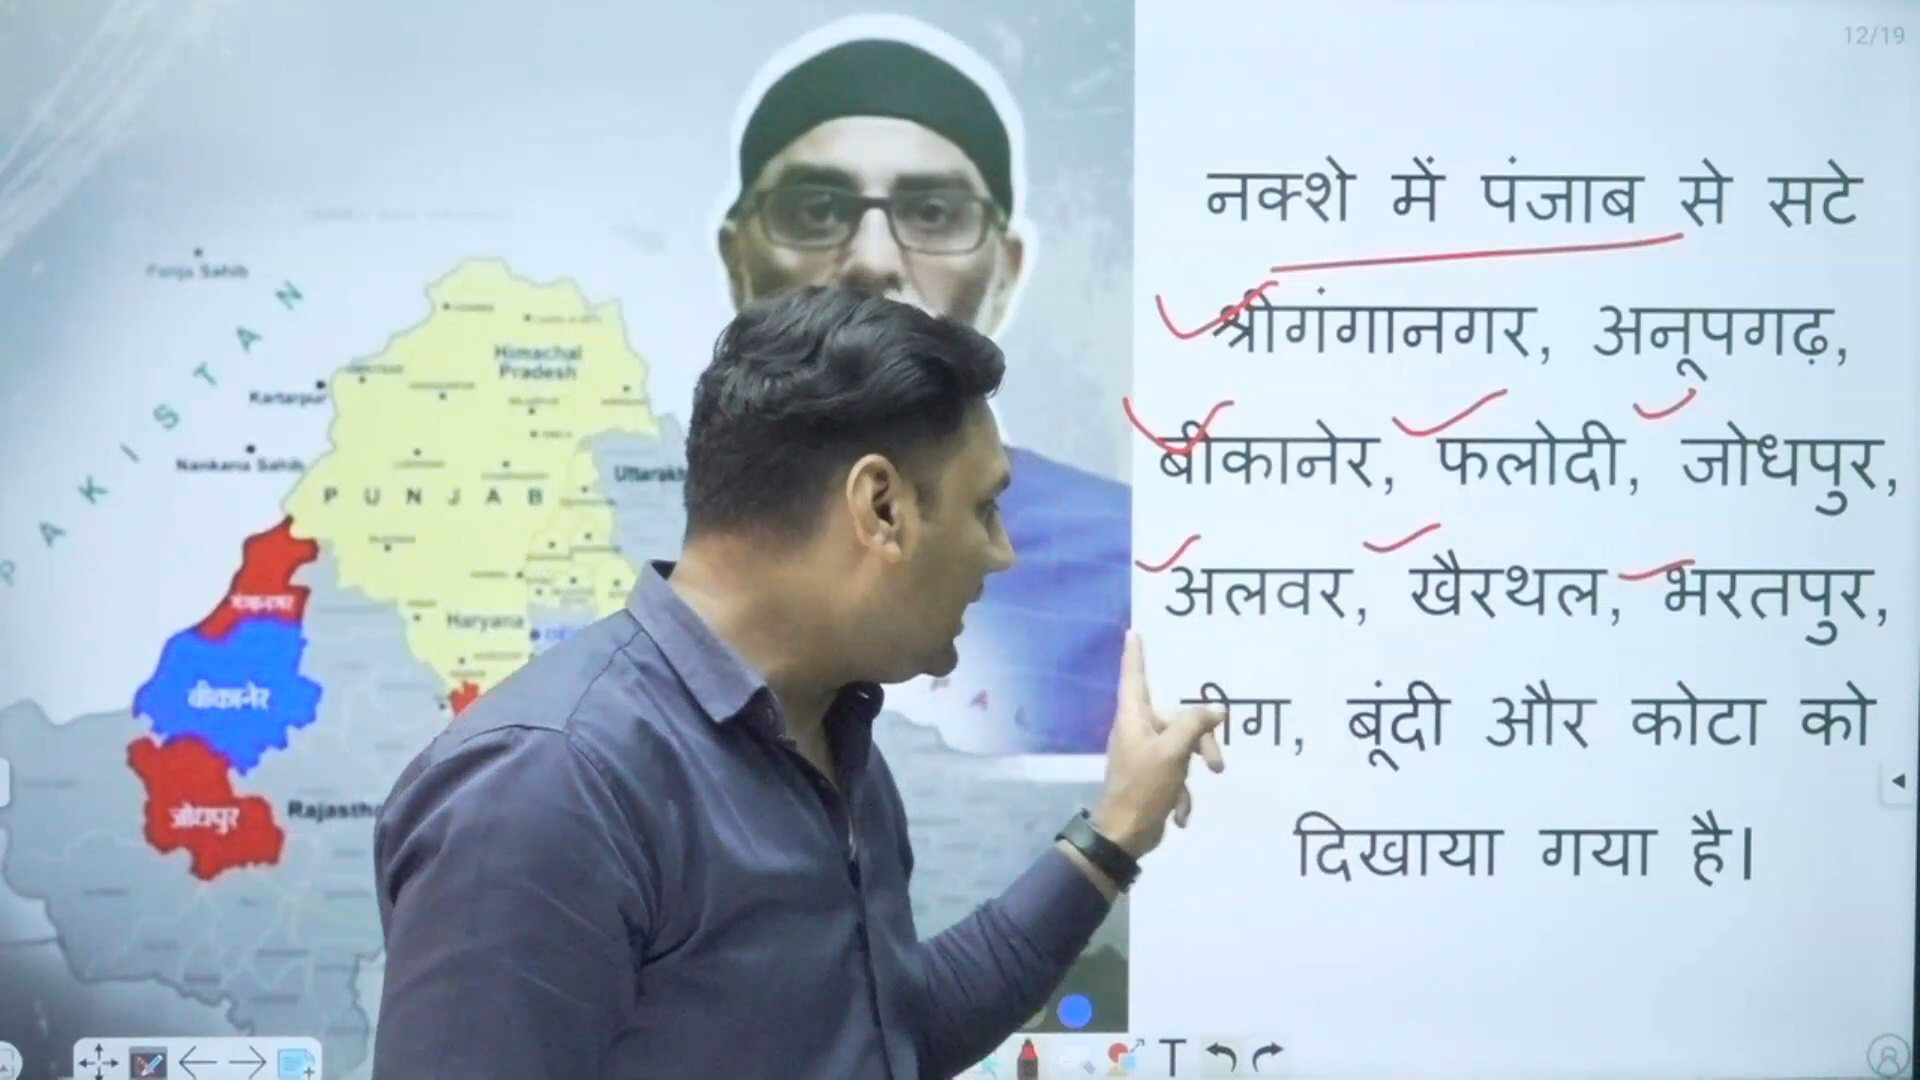 12/19
नक्शे में पंजाब से सटे
श्रीगंगानगर, अनूपगढ़,
बीकानेर, फलोदी, जोधपुर,
अलवर, खैरथल, भरतपुर,
बूंदी और कोटा को
दिखाया गया है।
PAKISTAN
Kartarpur
Nankana Sahib
Himachal
Pradesh
PUNJAB
Haryana
गंगानगर
बीकानेर
जोधपुर
T